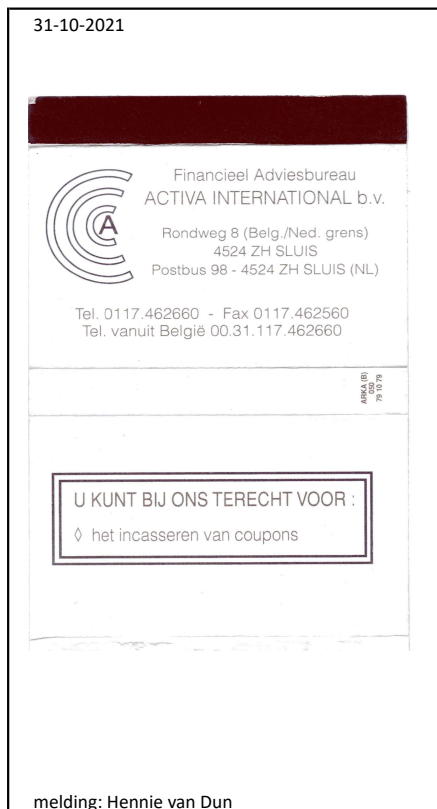 31-10-2021
Financieel Adviesbureau
ACTIVA INTERNATIONAL b.v.
A
Rondweg 8 (Belg./Ned. grens)
4524 ZH SLUIS
Postbus 98 - 4524 ZH SLUIS (NL)
Tel. 0117.462660 - Fax 0117.462560
Tel. vanuit België 00.31.117.462660
ARKA (B)
050
79 10 79
U KUNT BIJ ONS TERECHT VOOR :
◊ het incasseren van coupons
melding: Hennie van Dun